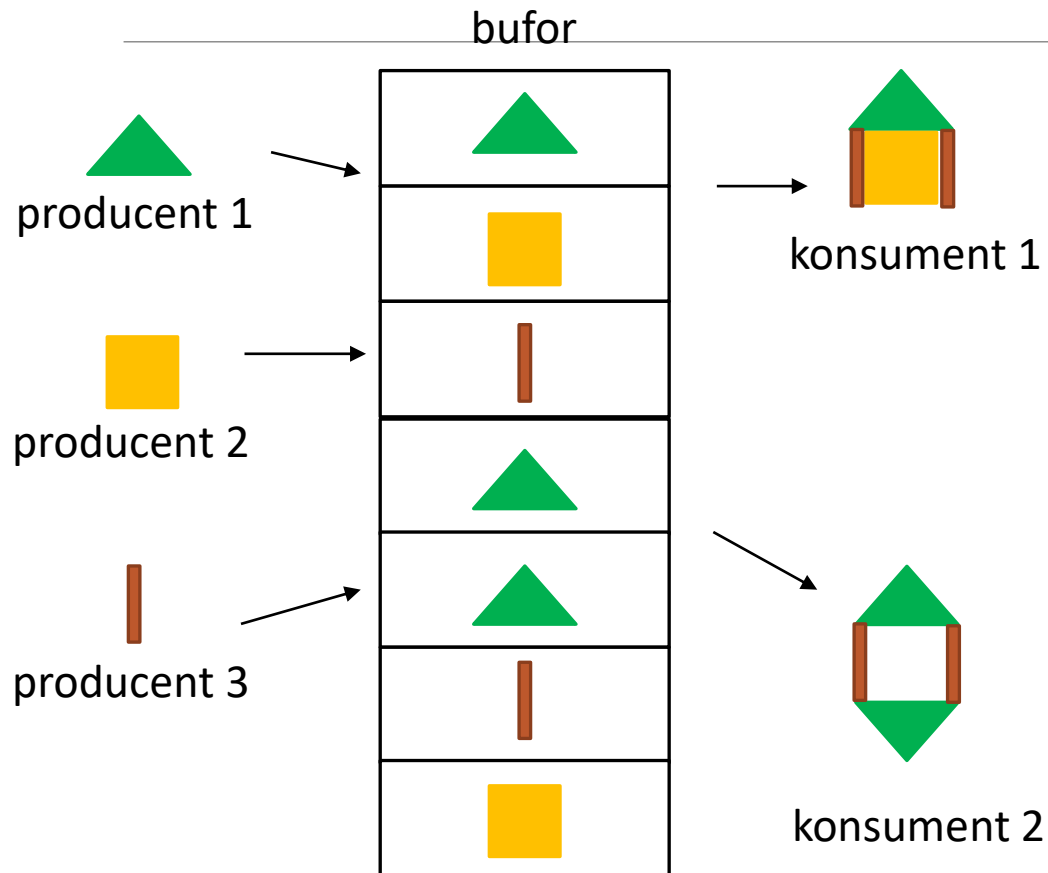 bufor
producent 1
konsument 1
producent 2
producent 3
konsument 2